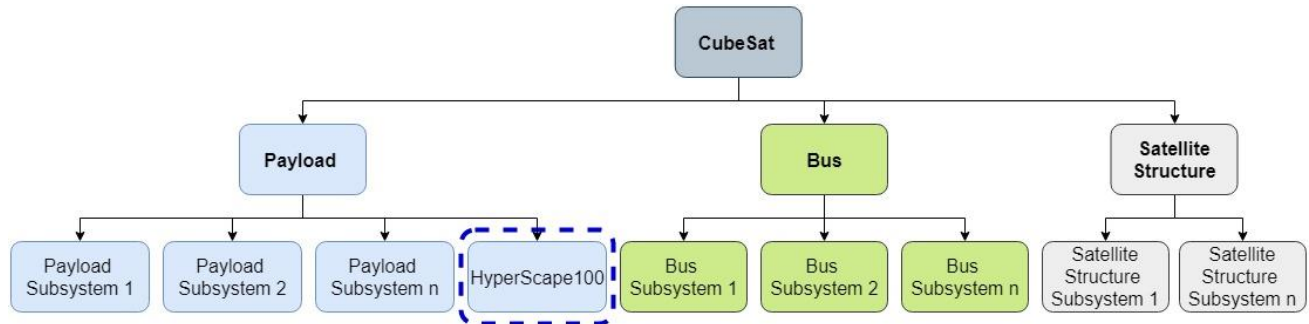 CubeSat
Payload
Bus
Satellite
Structure
Payload
Subsystem 1
Payload
Subsystem 2
Payload
Subsystem n
HyperScape100
Bus
Subsystem 1
Bus
Subsystem 2
Bus
Subsystem n
Satellite
Structure
Subsystem 1
Satellite
Structure
Subsystem n